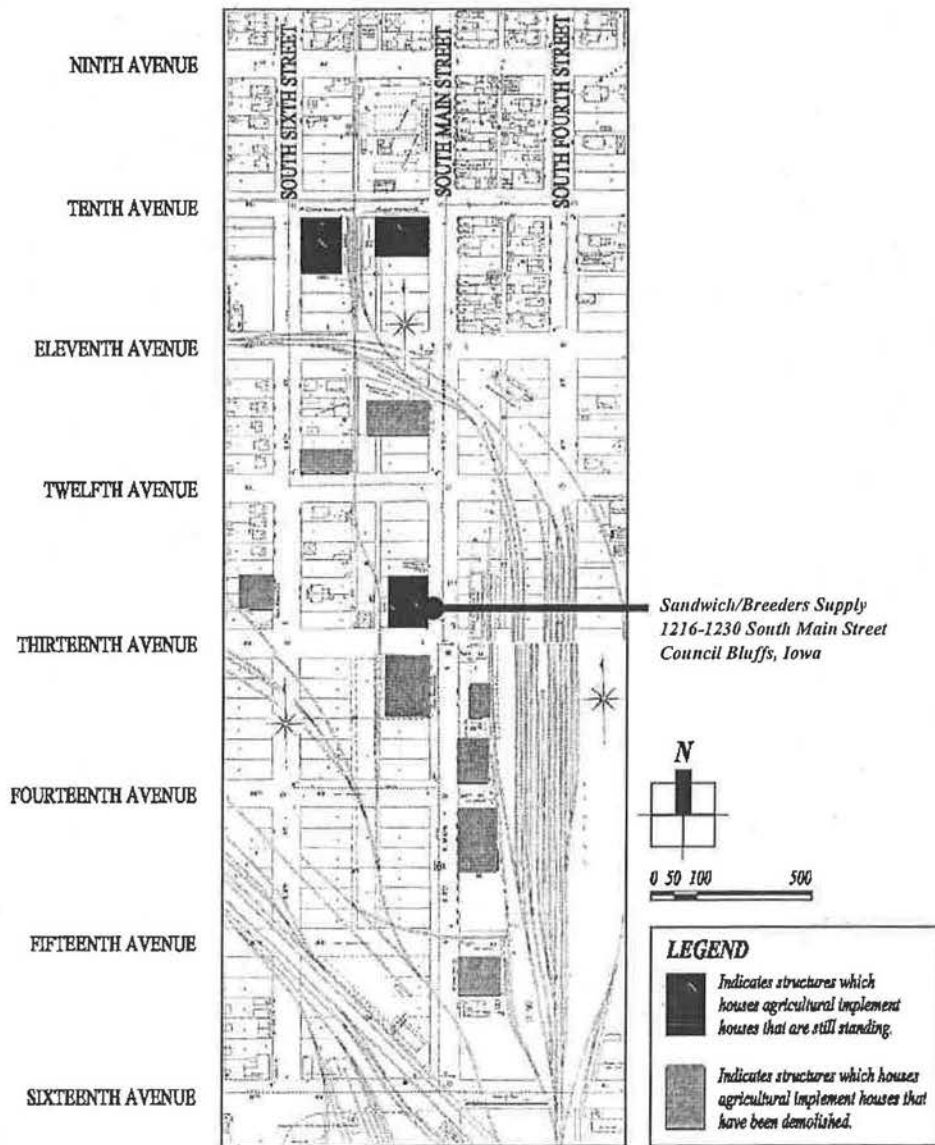 SOUTH SIXTH STREET
SOUTH MAIN STREET
SOUTH FOURTH STREET
NINTH AVENUE
TENTH AVENUE
ELEVENTH AVENUE
TWELFTH AVENUE
THIRTEENTH AVENUE
FOURTEENTH AVENUE
FIFTEENTH AVENUE
SIXTEENTH AVENUE
Sandwich/Breeders Supply
1216-1230 South Main Street
Council Bluffs, Iowa
N
0 50 100 500
LEGEND
Indicates structures which
houses agricultural implement
houses that are still standing.
Indicates structures which houses
agricultural implement houses that
have been demolished.